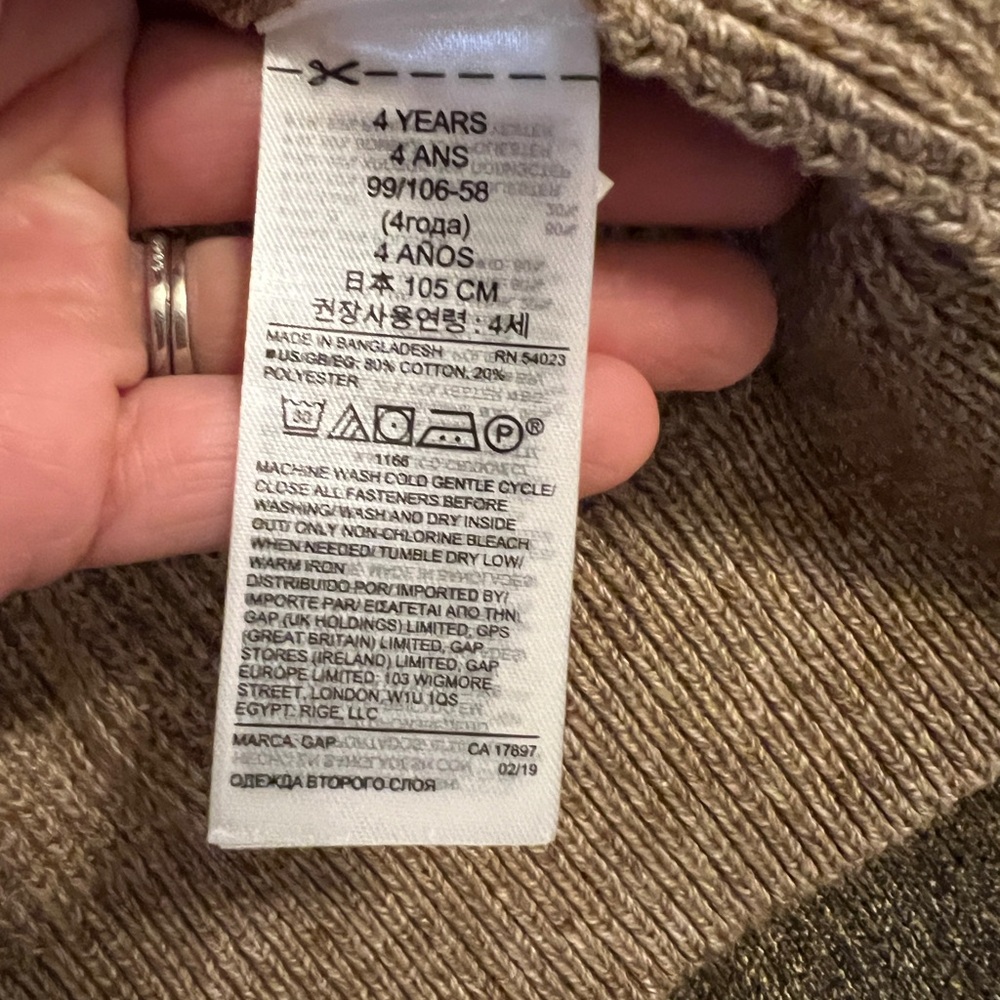 4 YEARS
4 ANS
99/106-58
(4года)
4 AÑOS
日本 105 CM
권장사용연령 : 4세
MADE IN BANGLADESH RN 54023
■US/GB/EG: 80% COTTON, 20%
POLYESTER
30 P®
1166
MACHINE WASH COLD GENTLE CYCLE/
CLOSE ALL FASTENERS BEFORE
WASHING/ WASH AND DRY INSIDE
OUT/ ONLY NON-CHLORINE BLEACH
WHEN NEEDED/ TUMBLE DRY LOW/
WARM IRON
DISTRIBUIDO POR/ IMPORTED BY/
IMPORTE PAR/ ΕΙΣΑΓΕΤΑΙ ΑΠΟ ΤΗΝ:
GAP (UK HOLDINGS) LIMITED, GPS
(GREAT BRITAIN) LIMITED, GAP
STORES (IRELAND) LIMITED, GAP
EUROPE LIMITED: 103 WIGMORE
STREET, LONDON, W1U 1QS
EGYPT: RIGE, LLC
MARCA: GAP CA 17897
02/19
ОДЕЖДА ВТОРОГО СЛОЯ